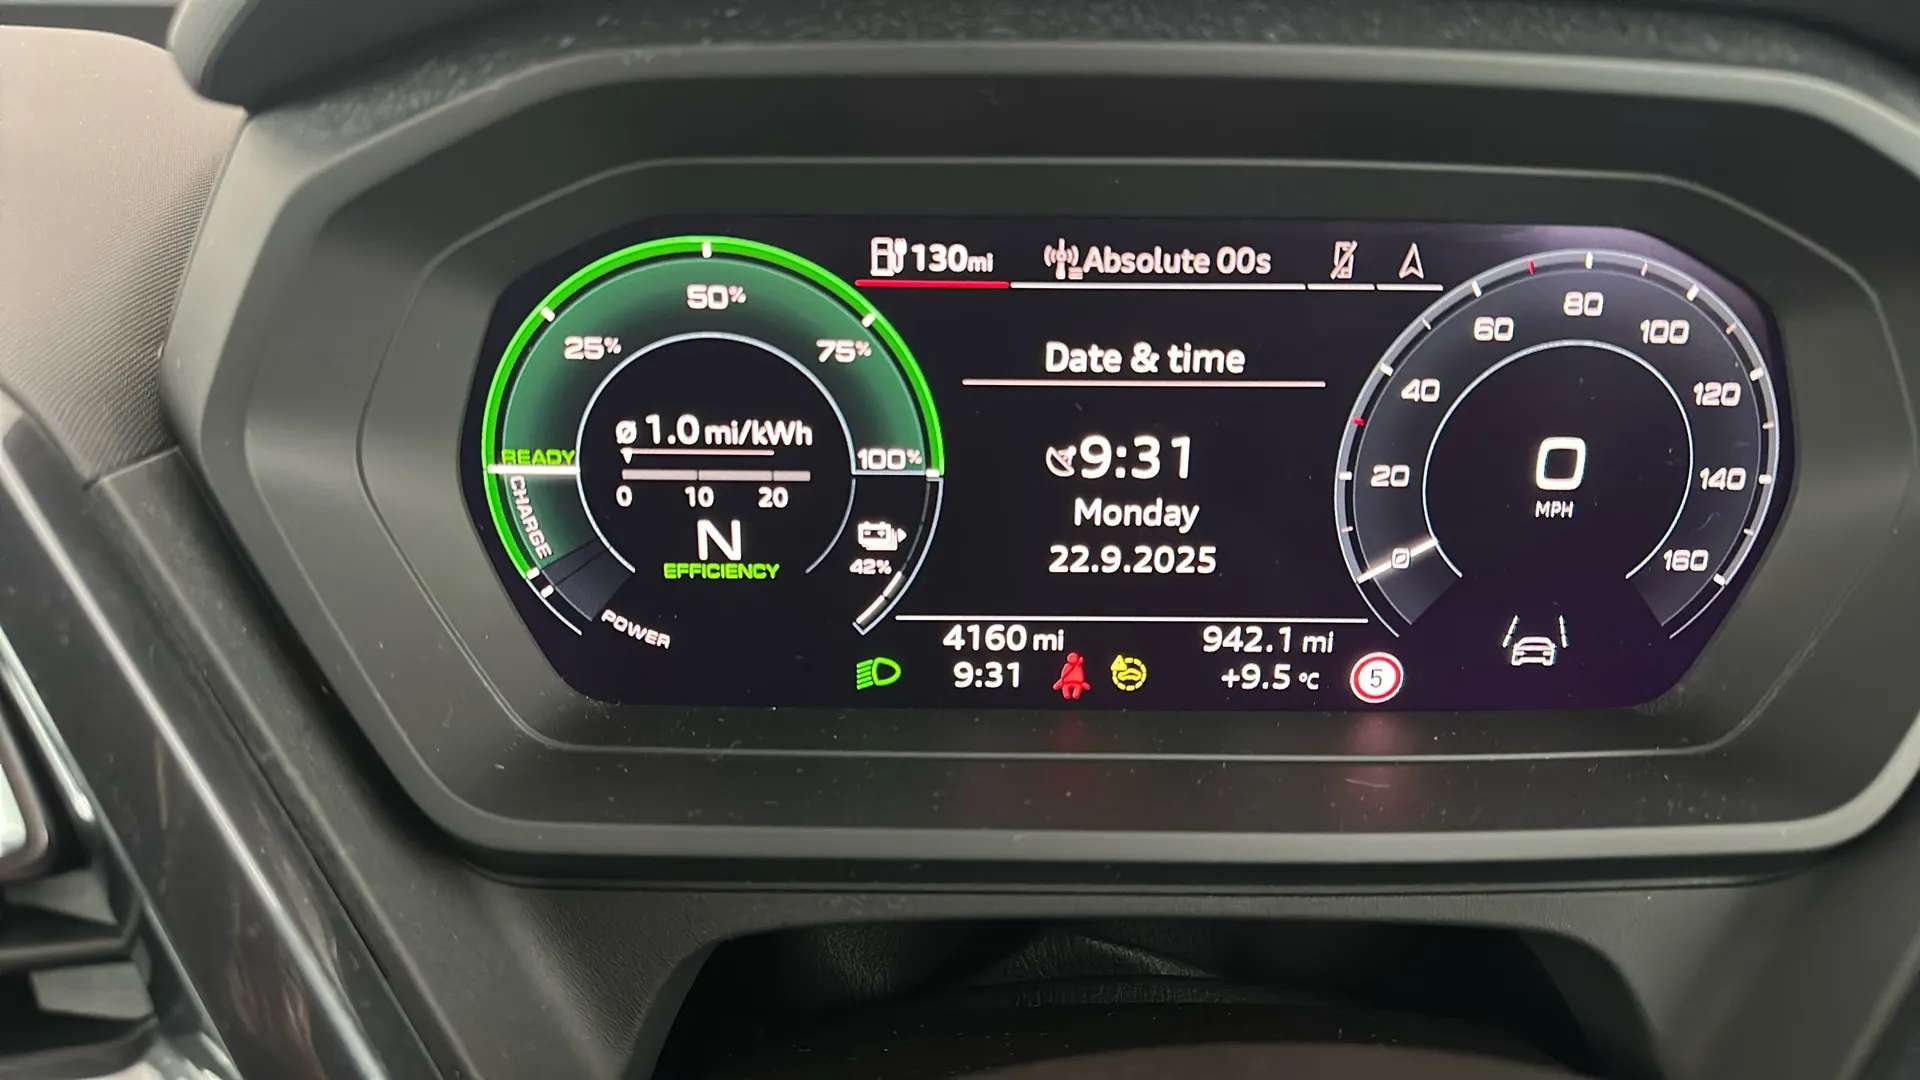 130mi
Absolute 00s
50%
25%
75%
100%
READY
CHARGE
POWER
ø 1.0 mi/kWh
0 10 20
N
EFFICIENCY
42%
Date & time
9:31
Monday
22.9.2025
4160 mi
942.1 mi
9:31
+9.5 °C
5
0
20
40
60
80
100
120
140
160
0
MPH